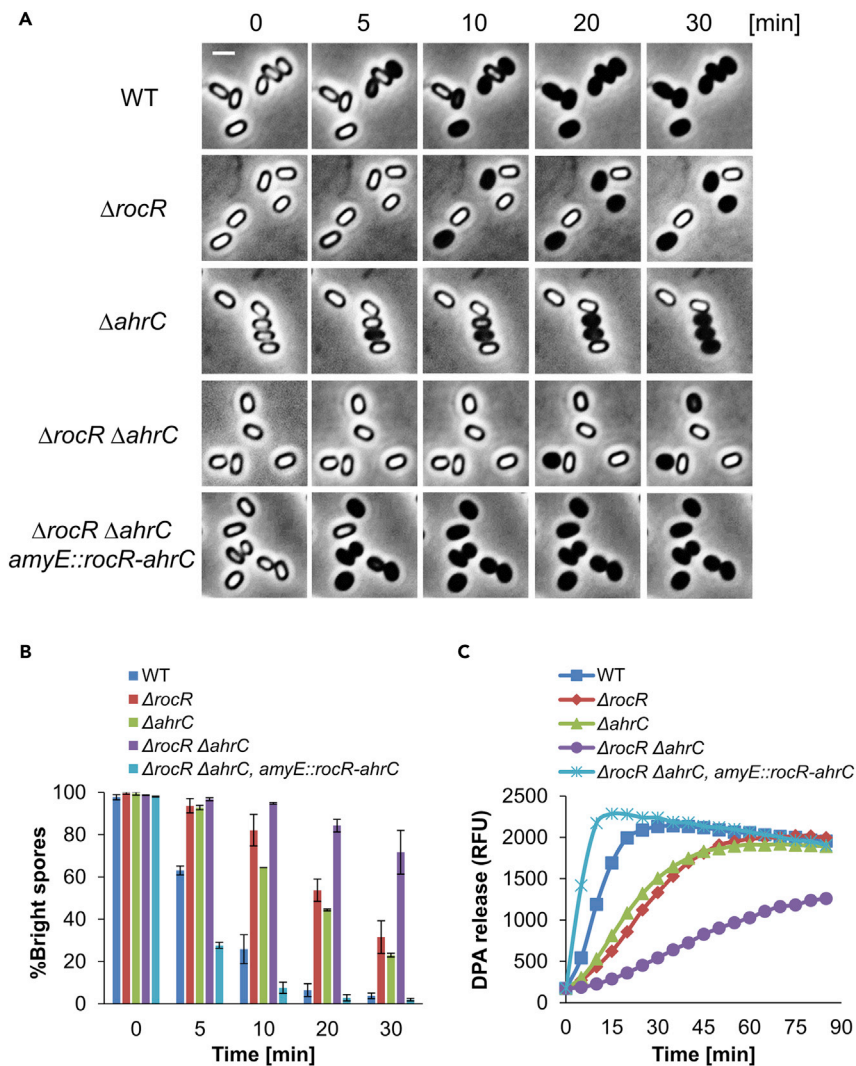 A
0 5 10 20 30 [min]
WT
ΔrocR
ΔahrC
ΔrocR ΔahrC
ΔrocR ΔahrC
amyE::rocR-ahrC
B
WT
ΔrocR
ΔahrC
ΔrocR ΔahrC
ΔrocR ΔahrC, amyE::rocR-ahrC
100
80
60
40
20
0
%Bright spores
0 5 10 20 30
Time [min]
C
WT
ΔrocR
ΔahrC
ΔrocR ΔahrC
ΔrocR ΔahrC, amyE::rocR-ahrC
2500
2000
1500
1000
500
0
DPA release (RFU)
0 15 30 45 60 75 90
Time [min]